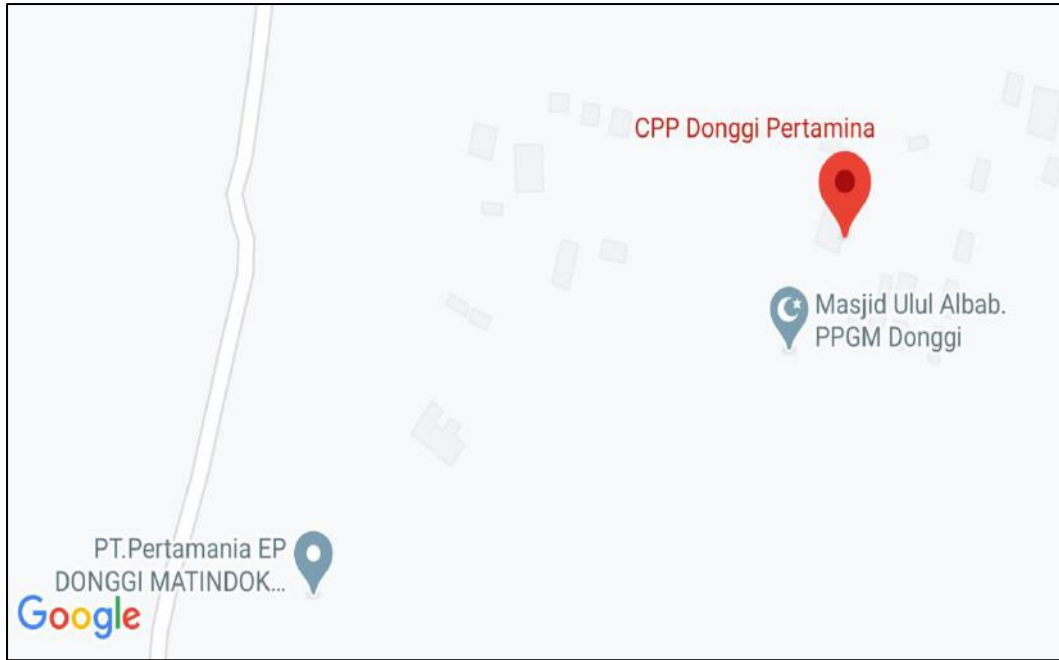 CPP Donggi Pertamina
Masjid Ulul Albab.
PPGM Donggi
PT.Pertamania EP
DONGGI MATINDOK...
Google